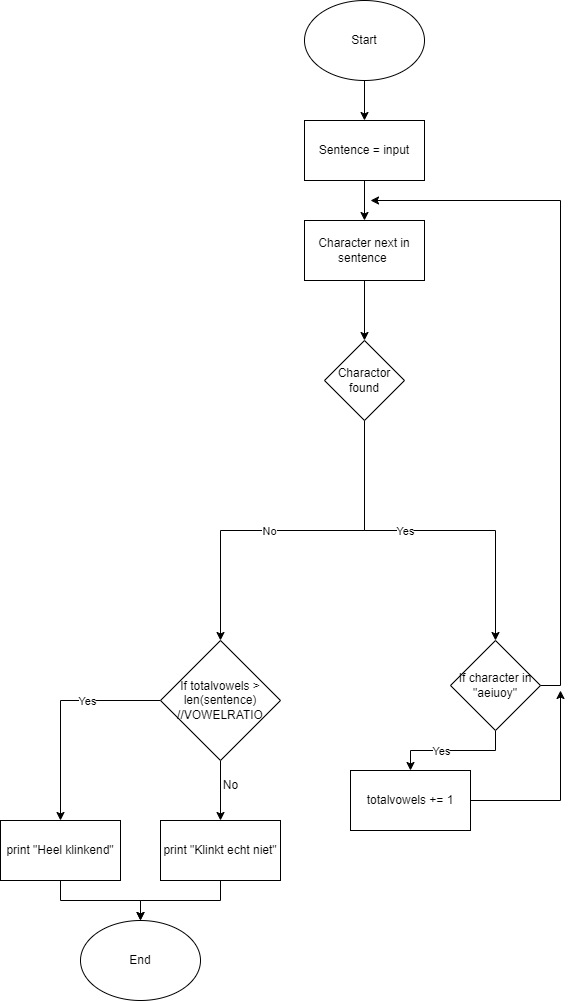 Start
Sentence = input
Character next in
sentence
Charactor
found
No
Yes
If totalvowels >
len(sentence)
//VOWELRATIO
If character in
"aeiuoy"
Yes
Yes
No
totalvowels += 1
print "Heel klinkend"
print "Klinkt echt niet"
End